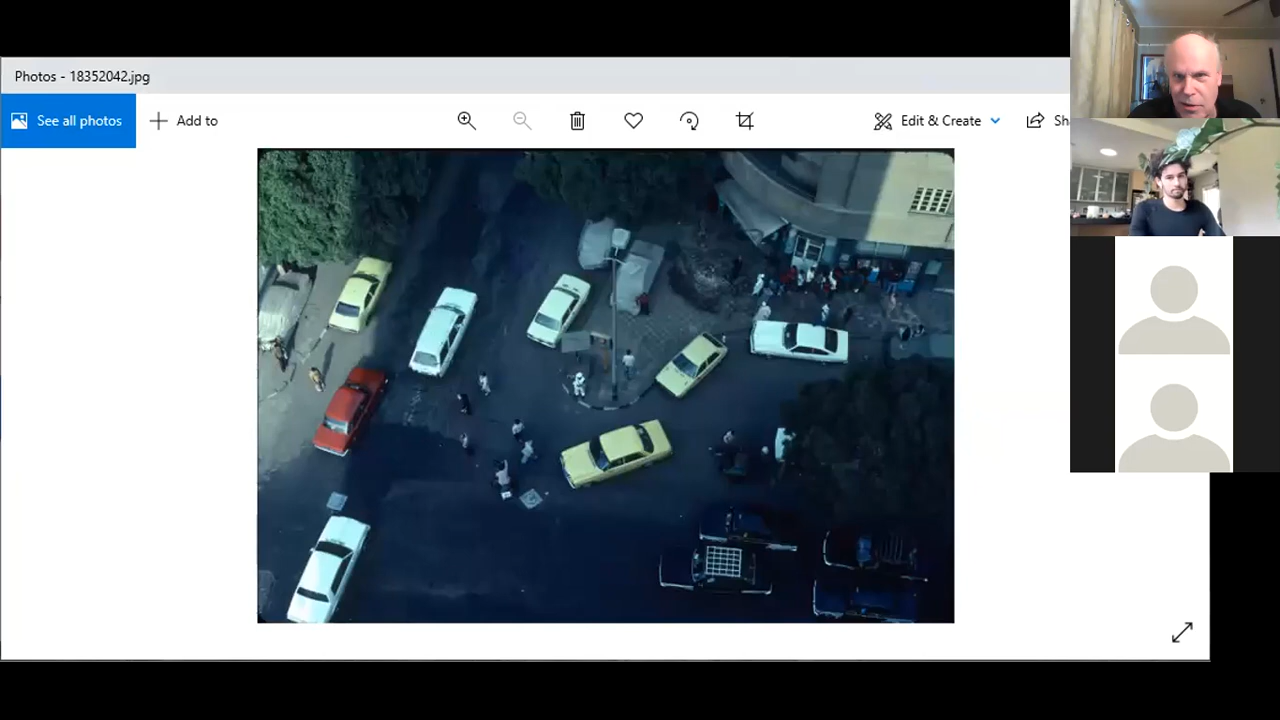 Photos - 18352042.jpg
See all photos
Add to
Edit & Create
Sh